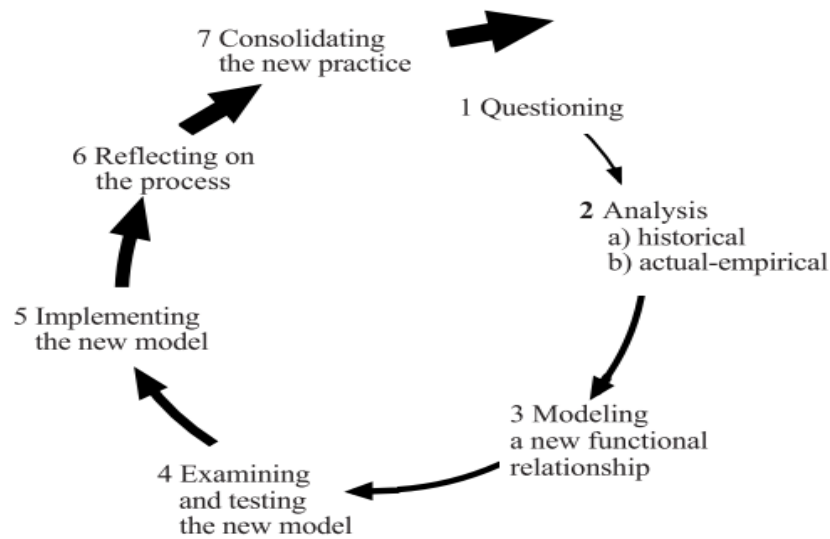 1 Questioning
2 Analysis
a) historical
b) actual-empirical
3 Modeling
a new functional
relationship
4 Examining
and testing
the new model
5 Implementing
the new model
6 Reflecting on
the process
7 Consolidating
the new practice